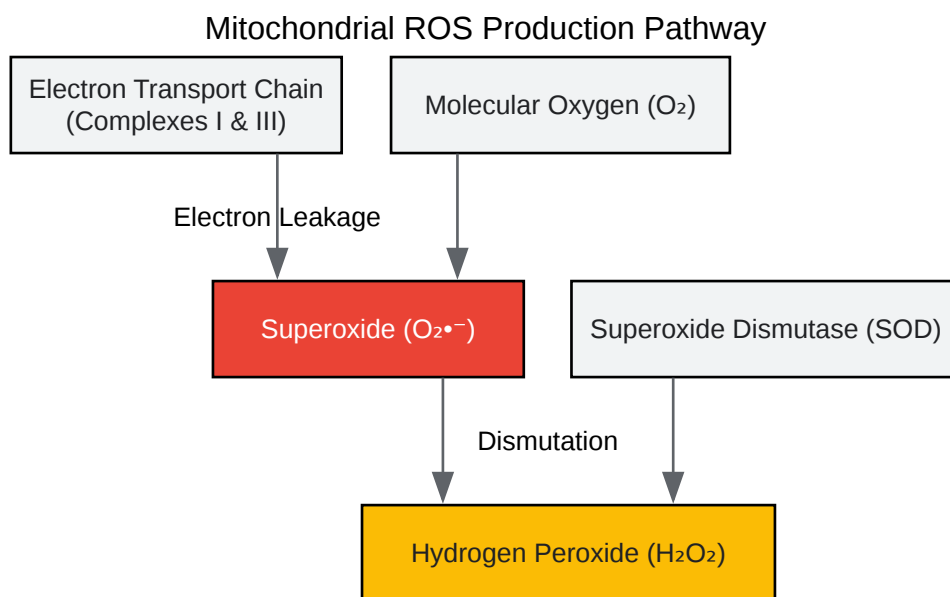 Mitochondrial ROS Production Pathway
Electron Transport Chain
(Complexes I & III)
Molecular Oxygen (O₂)
Electron Leakage
Superoxide (O₂•⁻)
Superoxide Dismutase (SOD)
Dismutation
Hydrogen Peroxide (H₂O₂)